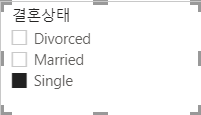 결혼상태
Divorced
Married
Single